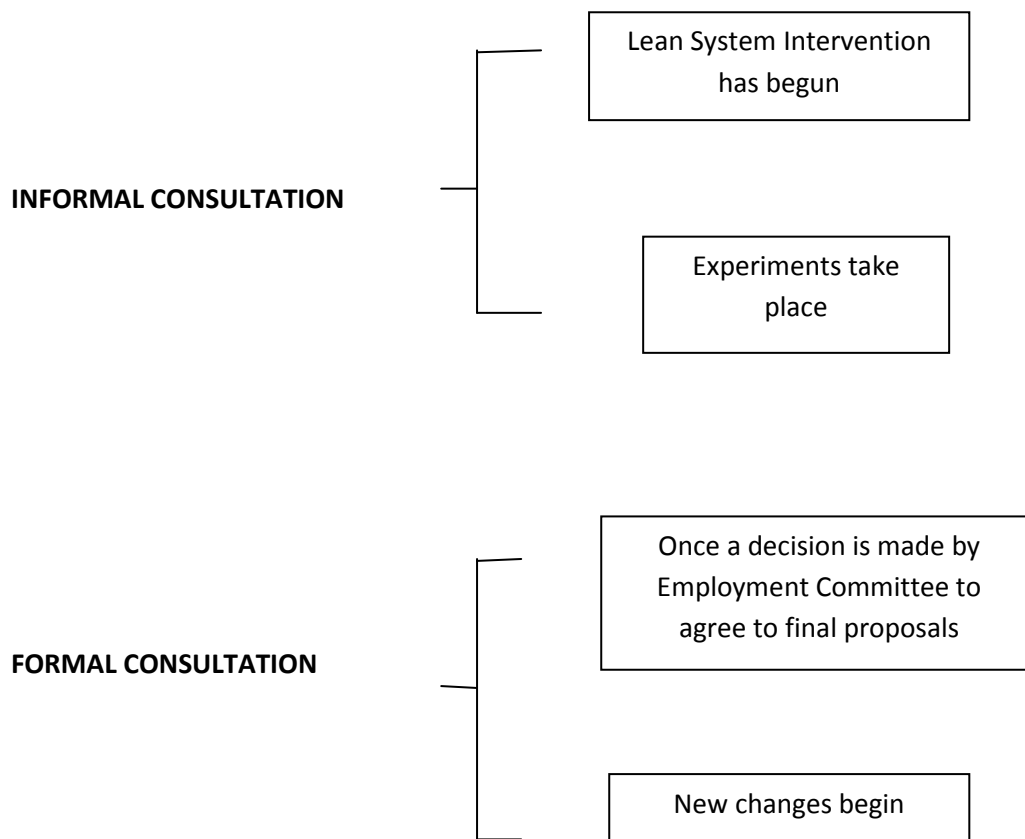 Lean System Intervention
has begun
INFORMAL CONSULTATION
Experiments take
place
Once a decision is made by
Employment Committee to
agree to final proposals
FORMAL CONSULTATION
New changes begin